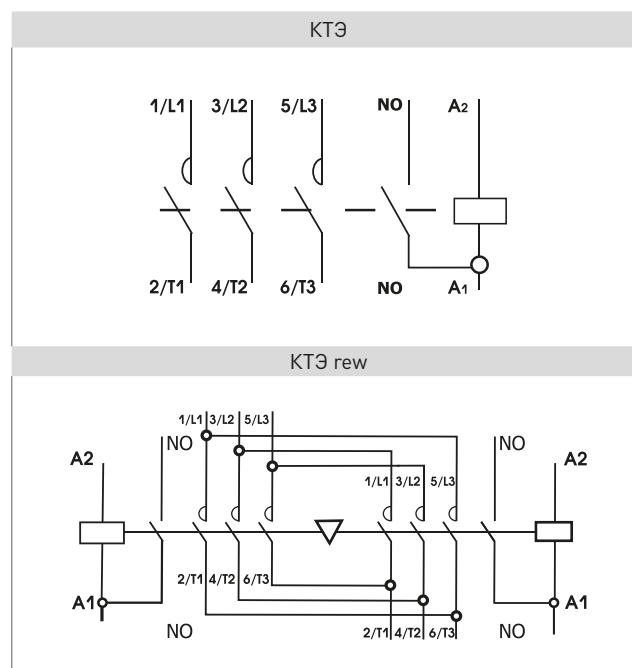 КТЭ
1/L1 3/L2 5/L3 NO A2
2/T1 4/T2 6/T3 NO A1
КТЭ rew
1/L1 3/L2 5/L3
NO NO
A2 A2
1/L1 3/L2 5/L3
2/T1 4/T2 6/T3
A1 A1
NO 2/T1 4/T2 6/T3 NO